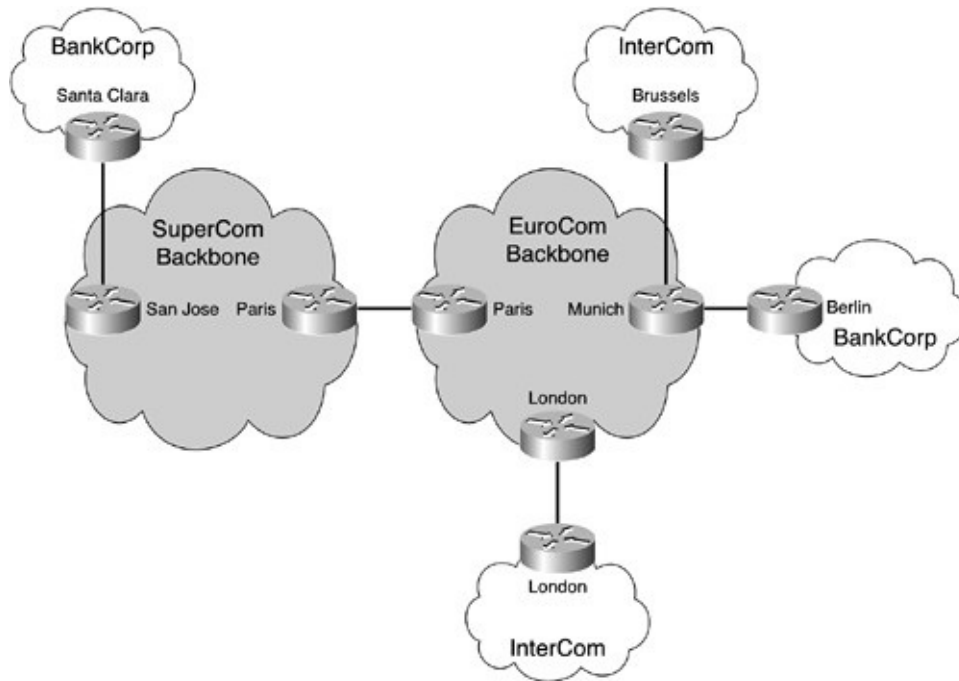 BankCorp
Santa Clara
InterCom
Brussels
SuperCom
Backbone
San Jose
Paris
EuroCom
Backbone
Paris
Munich
Berlin
BankCorp
London
London
InterCom